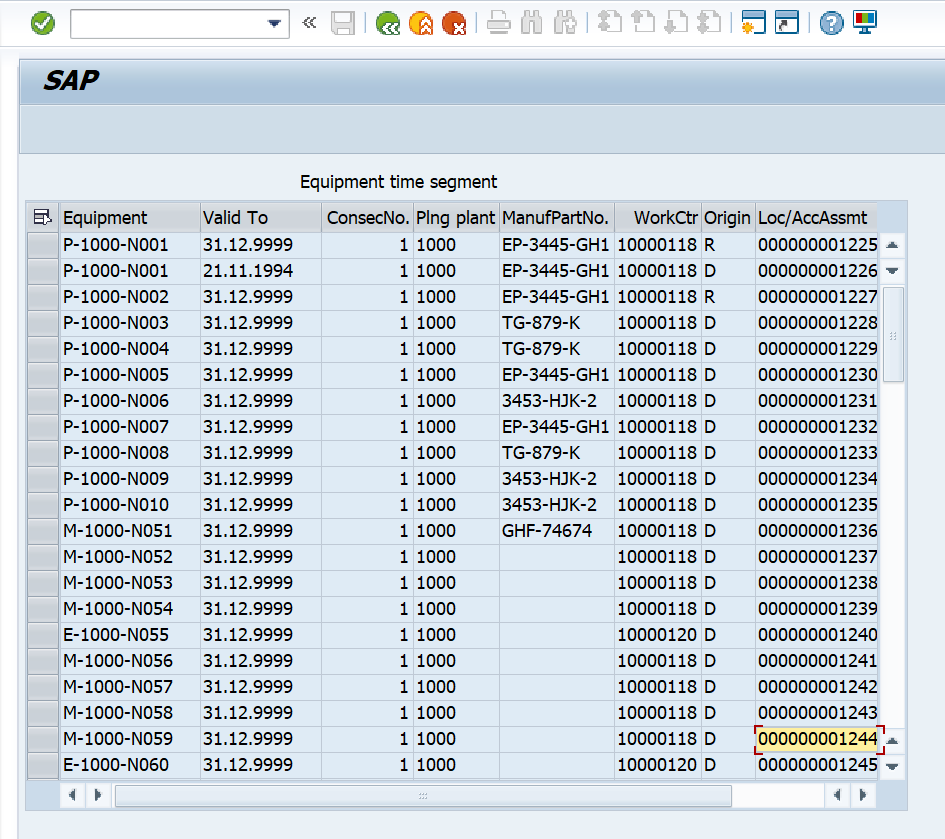 SAP
Equipment time segment
Equipment Valid To ConsecNo. Plng plant ManufPartNo. WorkCtr Origin Loc/AccAssmt
P-1000-N001 31.12.9999 1 1000 EP-3445-GH1 10000118 R 000000001225
P-1000-N001 21.11.1994 1 1000 EP-3445-GH1 10000118 D 000000001226
P-1000-N002 31.12.9999 1 1000 EP-3445-GH1 10000118 R 000000001227
P-1000-N003 31.12.9999 1 1000 TG-879-K 10000118 D 000000001228
P-1000-N004 31.12.9999 1 1000 TG-879-K 10000118 D 000000001229
P-1000-N005 31.12.9999 1 1000 EP-3445-GH1 10000118 D 000000001230
P-1000-N006 31.12.9999 1 1000 3453-HJK-2 10000118 D 000000001231
P-1000-N007 31.12.9999 1 1000 EP-3445-GH1 10000118 D 000000001232
P-1000-N008 31.12.9999 1 1000 TG-879-K 10000118 D 000000001233
P-1000-N009 31.12.9999 1 1000 3453-HJK-2 10000118 D 000000001234
P-1000-N010 31.12.9999 1 1000 3453-HJK-2 10000118 D 000000001235
M-1000-N051 31.12.9999 1 1000 GHF-74674 10000118 D 000000001236
M-1000-N052 31.12.9999 1 1000 10000118 D 000000001237
M-1000-N053 31.12.9999 1 1000 10000118 D 000000001238
M-1000-N054 31.12.9999 1 1000 10000118 D 000000001239
E-1000-N055 31.12.9999 1 1000 10000120 D 000000001240
M-1000-N056 31.12.9999 1 1000 10000118 D 000000001241
M-1000-N057 31.12.9999 1 1000 10000118 D 000000001242
M-1000-N058 31.12.9999 1 1000 10000118 D 000000001243
M-1000-N059 31.12.9999 1 1000 10000118 D 000000001244
E-1000-N060 31.12.9999 1 1000 10000120 D 000000001245